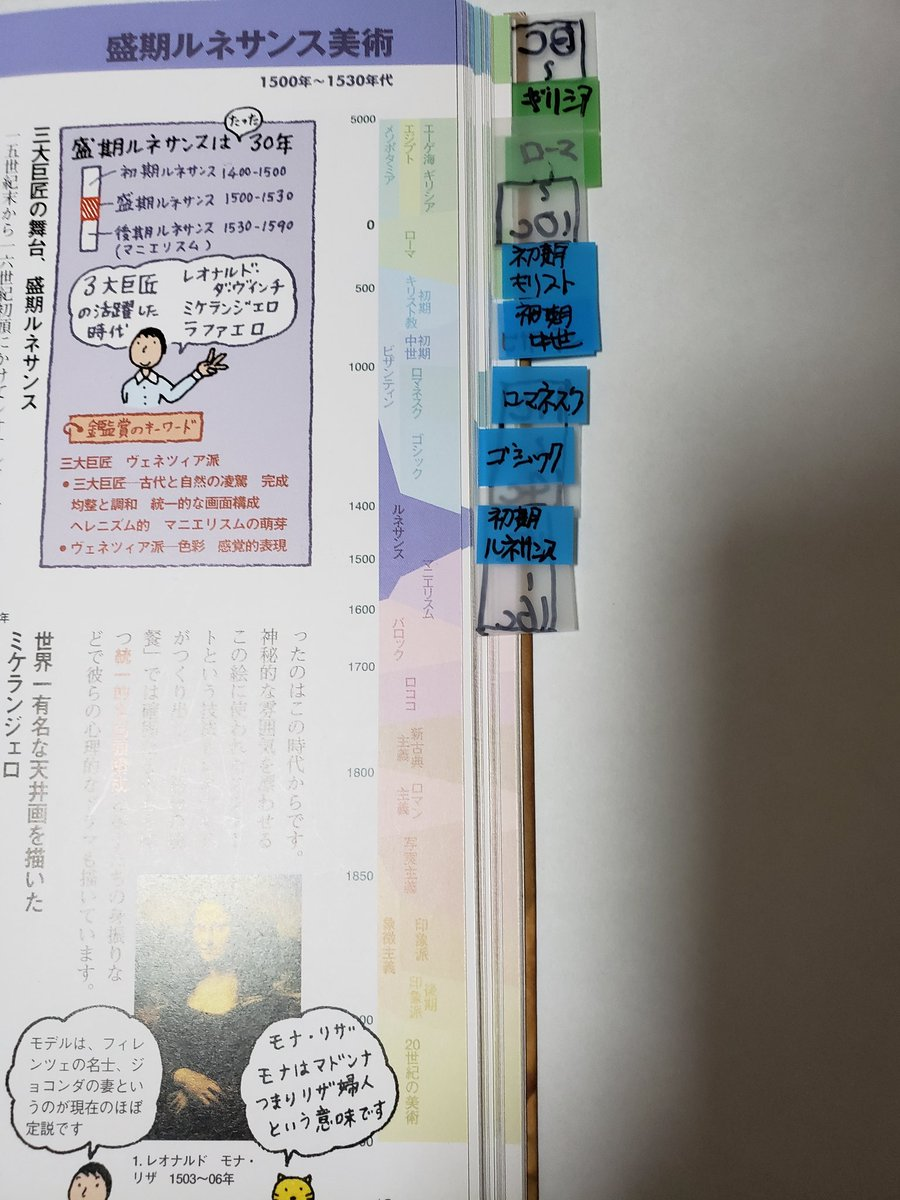 盛期ルネサンス美術
1500年～1530年代
たった
盛期ルネサンスは 30年
初期ルネサンス 1400-1500
盛期ルネサンス 1500-1530
後期ルネサンス 1530-1590
(マニエリスム)
3大巨匠
の活躍した
時代
レオナルド・
ダヴィンチ
ミケランジェロ
ラファエロ
鑑賞のキーワード
三大巨匠 ヴェネツィア派
●三大巨匠―古代と自然の凌駕 完成
均整と調和 統一的な画面構成
ヘレニズム的 マニエリスムの萌芽
●ヴェネツィア派―色彩 感覚的表現
三大巨匠の舞台、盛期ルネサンス
一五世紀末から一六世紀初頭にかけて
5000
0
500
1000
1400
1500
1600
1700
1800
1850
エーゲ海 ギリシア
エジプト
メソポタミア
ローマ
初期
キリスト教
初期
中世
ビザンティン
ロマネスク
ゴシック
ルネサンス
マニエリスム
バロック
ロココ
新古典
主義
ロマン
主義
写実主義
印象派
象徴主義
後期
印象派
20世紀の美術
ギリシア
ローマ
初期
キリスト
初期
中世
ロマネスク
ゴシック
初期
ルネサンス
ったのはこの時代からです。
神秘的な雰囲気を漂わせる
この絵に使われ
トという技
がつくり出
餐」では確
つ統一
どで彼らの心理的な
ちの身振りな
マも描いています。
世界一有名な天井画を描いた
ミケランジェロ
モデルは、フィレ
ンツェの名士、ジ
ョコンダの妻とい
うのが現在のほぼ
定説です
モナ・リザ
モナはマドンナ
つまりリザ婦人
という意味です
1. レオナルド モナ・
リザ 1503～06年